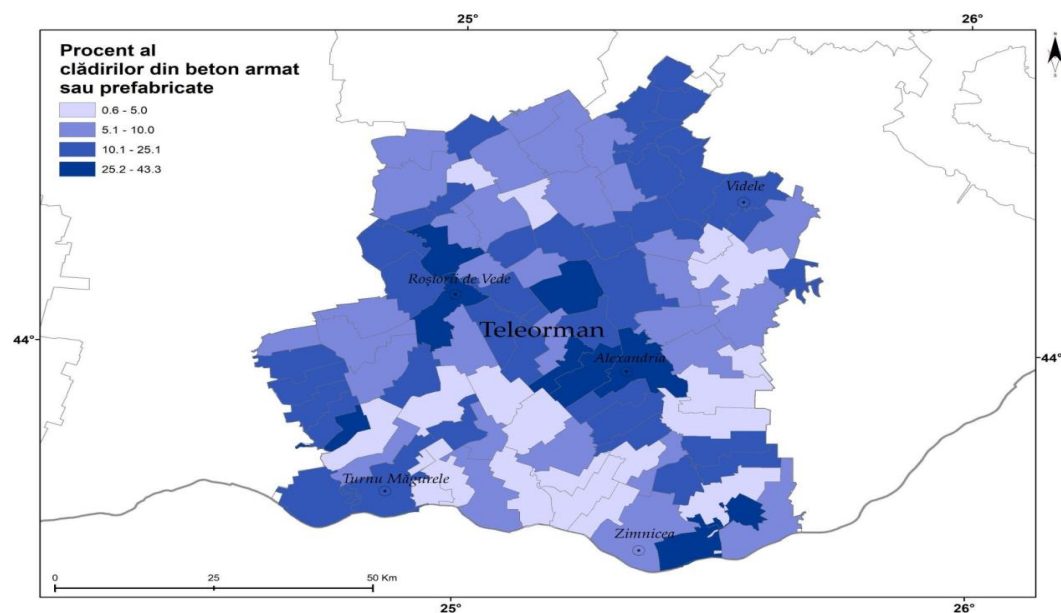 25°
26°
Procent al
clădirilor din beton armat
sau prefabricate
0.6 - 5.0
5.1 - 10.0
10.1 - 25.1
25.2 - 43.3
Videle
Roșiorii de Vede
Teleorman
44°
44°
Alexandria
Turnu Măgurele
Zimnicea
0
25
50 Km
25°
26°